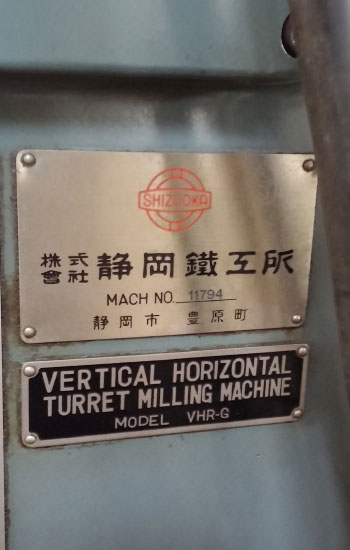 SHIZUOKA
株式會社 静岡鐵工所
MACH NO. 11794
静岡市 豊原町
VERTICAL HORIZONTAL
TURRET MILLING MACHINE
MODEL VHR-G